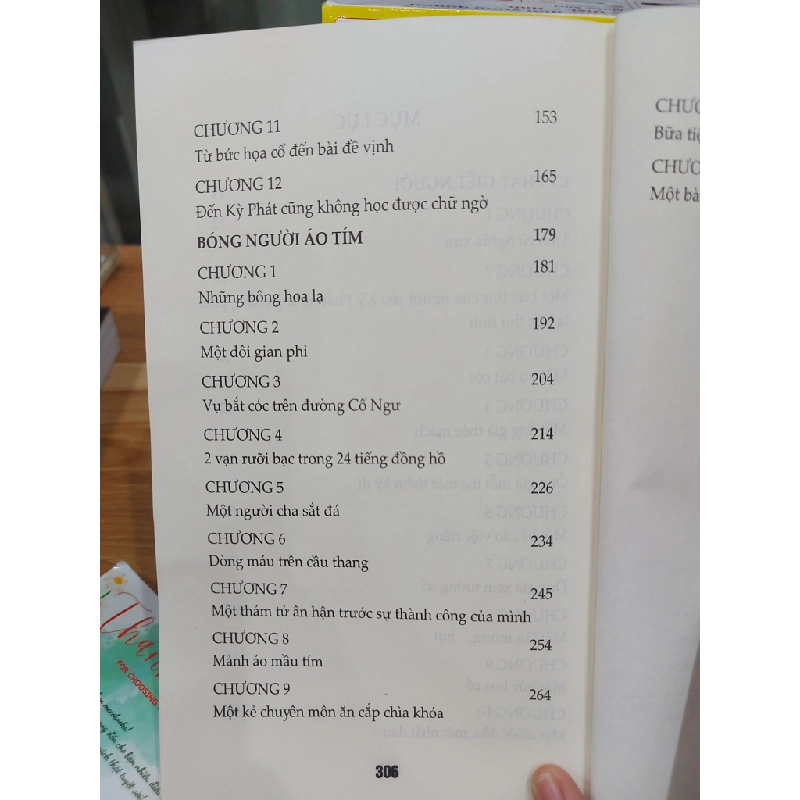 CHƯƠNG 11 153
Từ bức họa cổ đến bài đề vịnh
CHƯƠNG 12 165
Đến Kỳ Phát cũng không học được chữ ngờ
BÓNG NGƯỜI ÁO TÍM 179
CHƯƠNG 1 181
Những bông hoa lạ
CHƯƠNG 2 192
Một đôi gian phi
CHƯƠNG 3 204
Vụ bắt cóc trên đường Cổ Ngư
CHƯƠNG 4 214
2 vạn rưỡi bạc trong 24 tiếng đồng hồ
CHƯƠNG 5 226
Một người cha sắt đá
CHƯƠNG 6 234
Dòng máu trên cầu thang
CHƯƠNG 7 245
Một thám tử ân hận trước sự thành công của mình
CHƯƠNG 8 254
Mảnh áo mầu tím
CHƯƠNG 9 264
Một kẻ chuyên môn ăn cắp chìa khóa
306
Bữa
Một
FOR CHOOSING